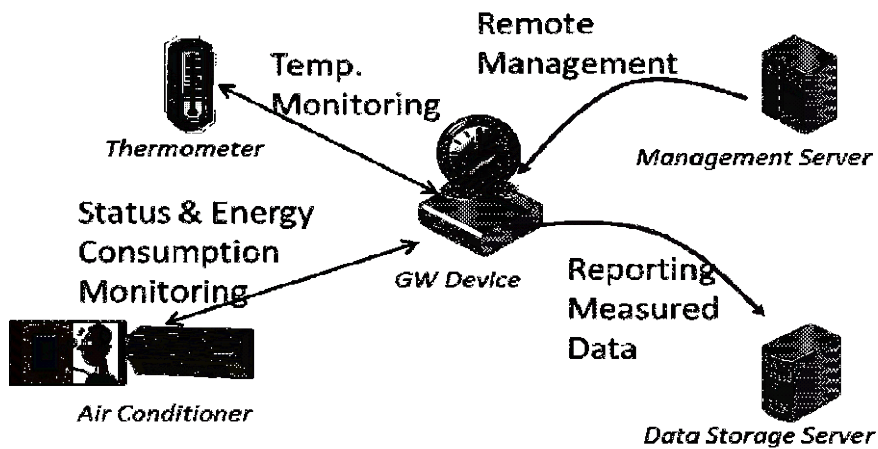 Remote
Management
Temp.
Monitoring
Thermometer
Management Server
Status & Energy
Consumption
Monitoring
GW Device
Reporting
Measured
Data
Air Conditioner
Data Storage Server